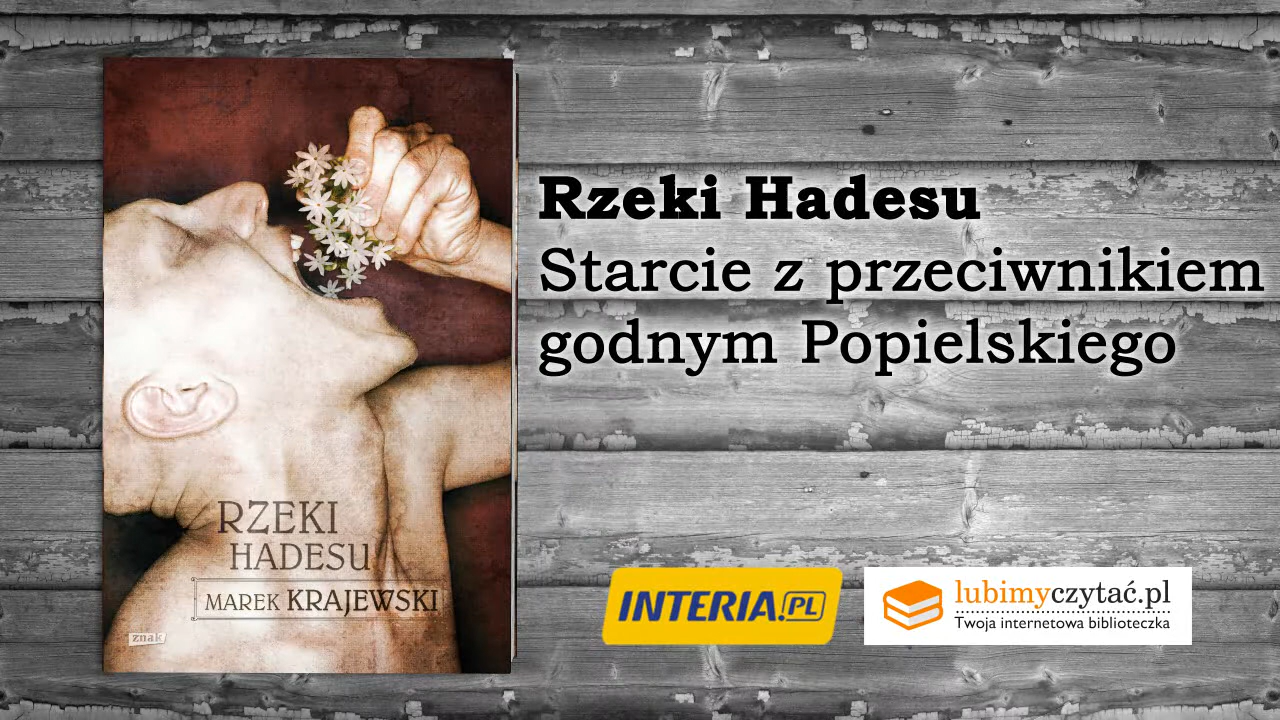 RZEKI
HADESU
MAREK KRAJEWSKI
znak
Rzeki Hadesu
Starcie z przeciwnikiem
godnym Popielskiego
INTERIA.PL
lubimyczytać.pl
Twoja internetowa biblioteczka